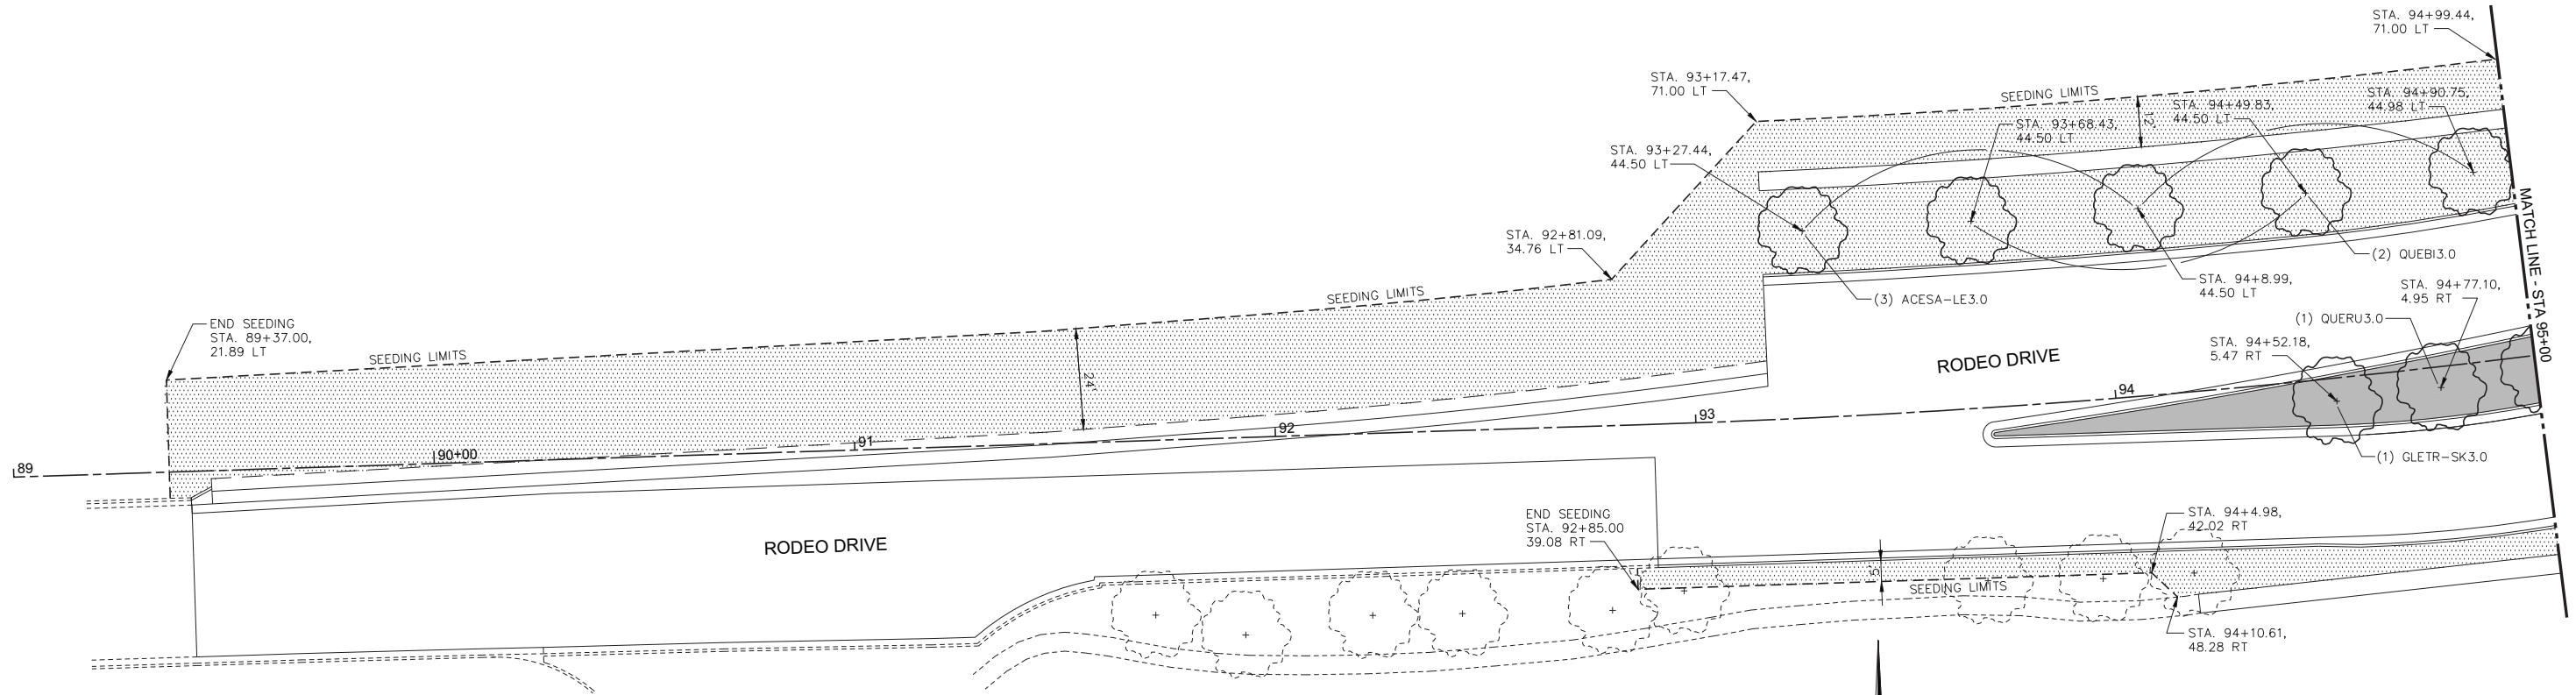 STA. 94+99.44,
71.00 LT
STA. 93+17.47,
71.00 LT
SEEDING LIMITS
STA. 94+90.75,
44.98 LT
STA. 94+49.83,
44.50 LT
12'
STA. 93+68.43,
44.50 LT
STA. 93+27.44,
44.50 LT
MATCH LINE - STA 95+00
STA. 92+81.09,
34.76 LT
(2) QUEBI3.0
STA. 94+8.99,
44.50 LT
STA. 94+77.10,
4.95 RT
(3) ACESA-LE3.0
SEEDING LIMITS
(1) QUERU3.0
END SEEDING
STA. 89+37.00,
21.89 LT
STA. 94+52.18,
5.47 RT
SEEDING LIMITS
RODEO DRIVE
24'
94
93
92
91
90+00
89
(1) GLETR-SK3.0
END SEEDING
STA. 92+85.00
39.08 RT
STA. 94+4.98,
42.02 RT
RODEO DRIVE
5'
SEEDING LIMITS
STA. 94+10.61,
48.28 RT